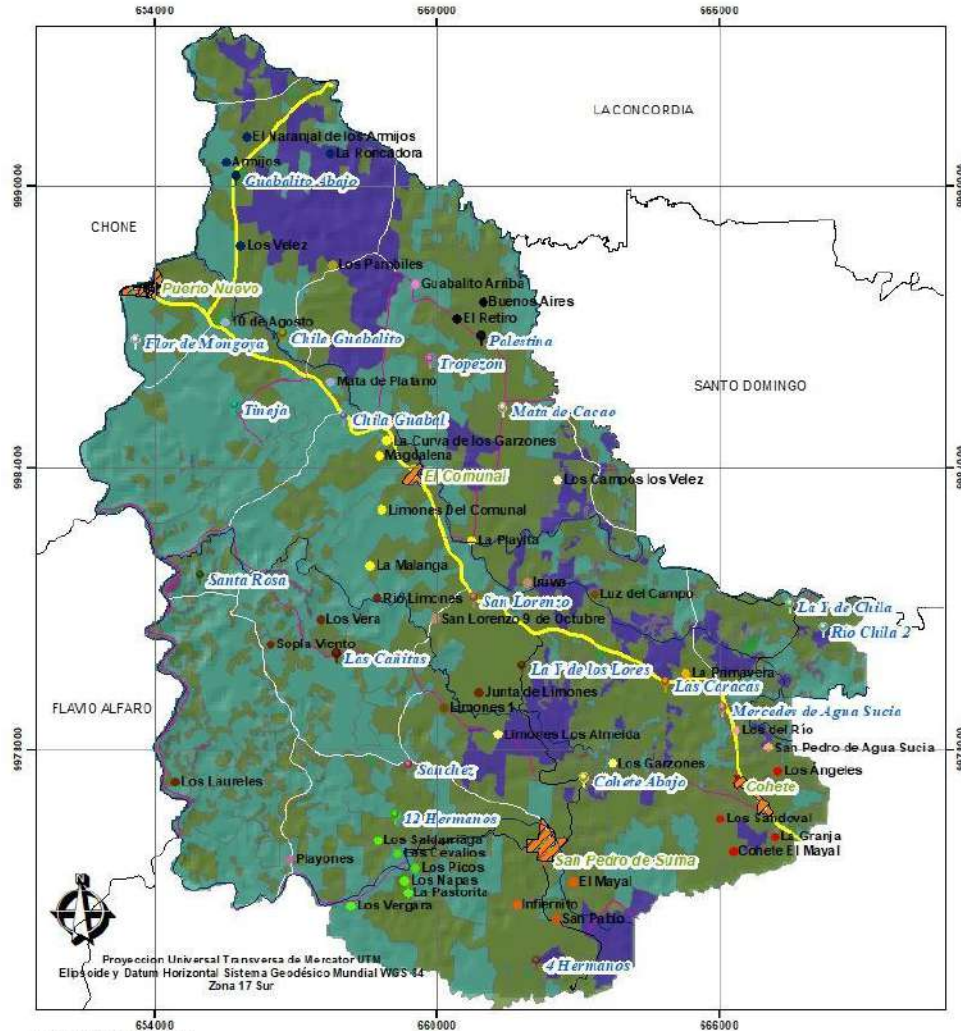 654000 660000 666000
LA CONCORDIA
El Naranjal de los Armijos
La Roncadora
Armijos
Guabalito Abajo
CHONE
Los Velez
Los Pambiles
Guabalito Arriba
Puerto Nuevo
Buenos Aires
El Retiro
10 de Agosto
Chila Guabalito
Flor de Mongoya
Palestina
Tropezon
SANTO DOMINGO
Mata de Platano
Tinaja
Chila Guabal
Mata de Cacao
La Curva de los Garzones
Magdalena
El Comunal
Los Campos los Velez
Limones Del Comunal
La Playita
La Malanga
Santa Rosa
Rio Limones
San Lorenzo
Luz del Campo
La Y de Chila
Los Vera
San Lorenzo 9 de Octubre
Rio Chila 2
Sopla Viento
Las Cañitas
La Y de los Lores
La Primavera
Las Caracas
Junta de Limones
FLAVIO ALFARO
Limones 1
Mercedes de Agua Sucia
Los del Río
Limones Los Almeida
San Pedro de Agua Sucia
Sanchez
Los Garzones
Los Angeles
Los Laureles
Cohete Abajo
Cohete
12 Hermanos
Los Sandoval
Los Saldarriaga
La Granja
Los Cevallos
Cohete El Mayal
Playones
Los Picos
San Pedro de Suma
Los Napas
El Mayal
La Pastorita
Los Vergara
Infiernito
San Pablo
4 Hermanos
Proyeccion Universal Transversa de Mercator UTM
Elipsoide y Datum Horizontal Sistema Geodésico Mundial WGS-84
Zona 17 Sur
654000 660000 666000